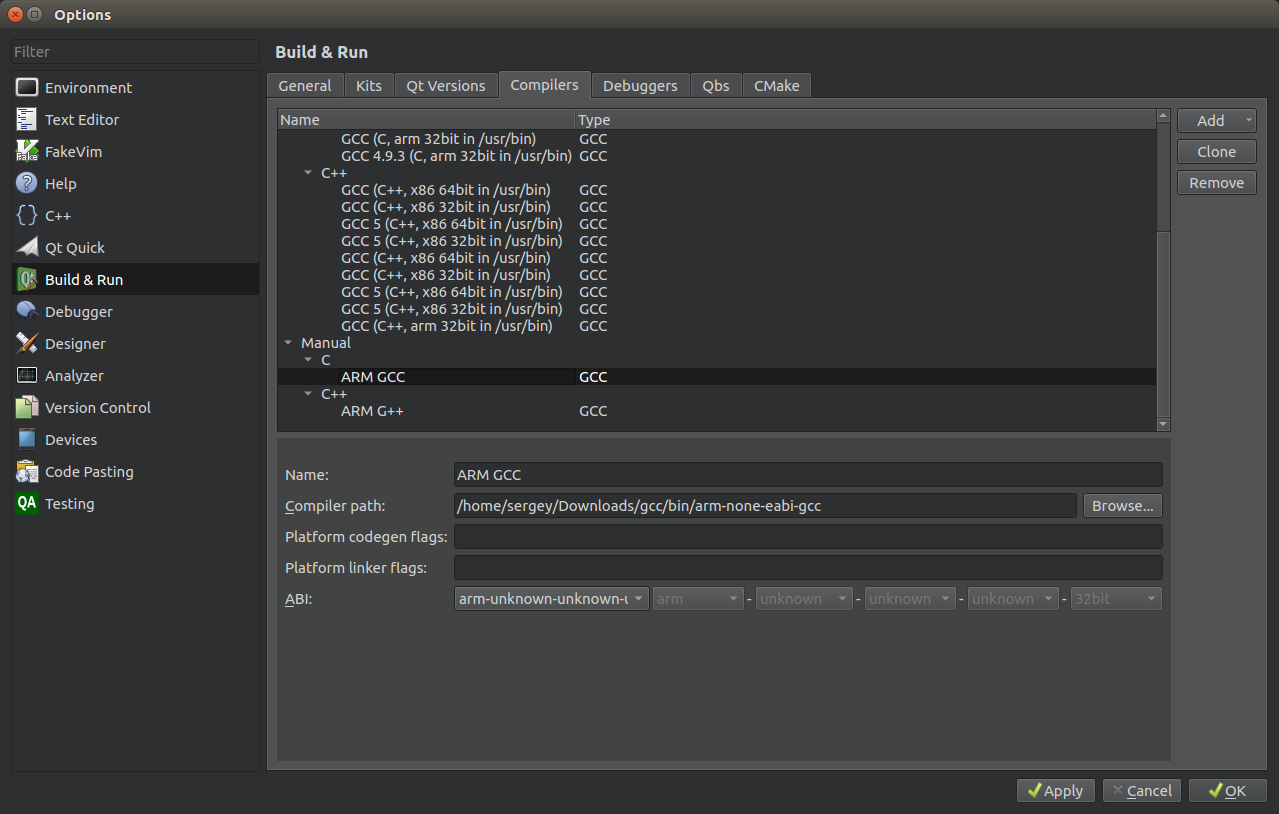 Options
Filter
Environment
Text Editor
FakeVim
Help
C++
Qt Quick
Build & Run
Debugger
Designer
Analyzer
Version Control
Devices
Code Pasting
QA Testing
Build & Run
General Kits Qt Versions Compilers Debuggers Qbs CMake
Name Type
GCC (C, arm 32bit in /usr/bin) GCC
GCC 4.9.3 (C, arm 32bit in /usr/bin) GCC
C++
GCC (C++, x86 64bit in /usr/bin) GCC
GCC (C++, x86 32bit in /usr/bin) GCC
GCC 5 (C++, x86 64bit in /usr/bin) GCC
GCC 5 (C++, x86 32bit in /usr/bin) GCC
GCC (C++, x86 64bit in /usr/bin) GCC
GCC (C++, x86 32bit in /usr/bin) GCC
GCC 5 (C++, x86 64bit in /usr/bin) GCC
GCC 5 (C++, x86 32bit in /usr/bin) GCC
GCC (C++, arm 32bit in /usr/bin) GCC
Manual
C
ARM GCC GCC
C++
ARM G++ GCC
Add
Clone
Remove
Name: ARM GCC
Compiler path: /home/sergey/Downloads/gcc/bin/arm-none-eabi-gcc Browse...
Platform codegen flags:
Platform linker flags:
ABI: arm-unknown-unknown-u arm - unknown - unknown - unknown - 32bit
Apply Cancel OK